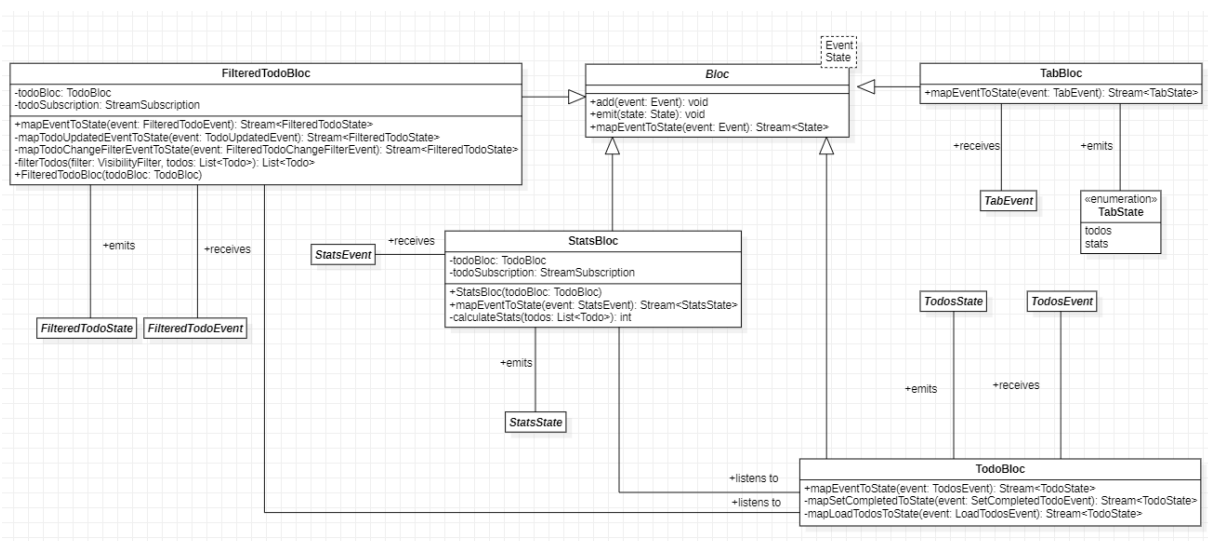 Event
State
FilteredTodoBloc
-todoBloc: TodoBloc
-todoSubscription: StreamSubscription
+mapEventToState(event: FilteredTodoEvent): Stream<FilteredTodoState>
-mapTodoUpdatedEventToState(event: TodoUpdatedEvent): Stream<FilteredTodoState>
-mapTodoChangeFilterEventToState(event: FilteredTodoChangeFilterEvent): Stream<FilteredTodoState>
-filterTodos(filter: VisibilityFilter, todos: List<Todo>): List<Todo>
+FilteredTodoBloc(todoBloc: TodoBloc)
Bloc
+add(event: Event): void
+emit(state: State): void
+mapEventToState(event: Event): Stream<State>
TabBloc
+mapEventToState(event: TabEvent): Stream<TabState>
+receives
+emits
TabEvent
«enumeration»
TabState
todos
stats
+emits
+receives
FilteredTodoState
FilteredTodoEvent
StatsEvent
+receives
StatsBloc
-todoBloc: TodoBloc
-todoSubscription: StreamSubscription
+StatsBloc(todoBloc: TodoBloc)
+mapEventToState(event: StatsEvent): Stream<StatsState>
-calculateStats(todos: List<Todo>): int
+emits
StatsState
TodosState
TodosEvent
+emits
+receives
+listens to
+listens to
TodoBloc
+mapEventToState(event: TodosEvent): Stream<TodoState>
-mapSetCompletedToState(event: SetCompletedTodoEvent): Stream<TodoState>
-mapLoadTodosToState(event: LoadTodosEvent): Stream<TodoState>